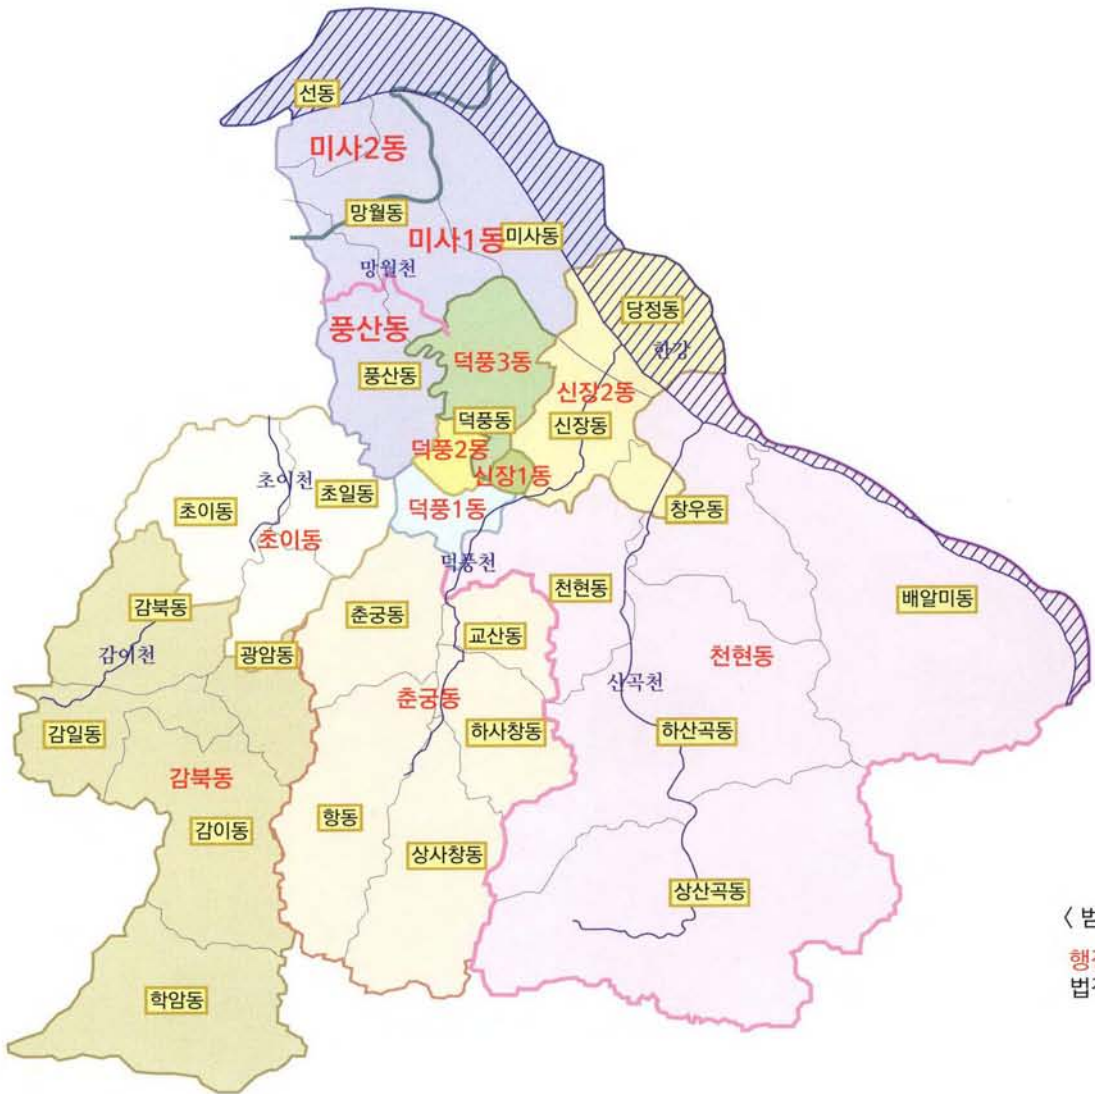 선동
미사2동
망월동
미사1동
미사동
망월천
당정동
한강
풍산동
풍산동
덕풍3동
신장2동
덕풍동
신장동
덕풍2몽
신장1동
초이천
초일동
초이동
덕풍1동
창우동
초이동
덕풍천
천현동
배알미동
감북동
춘궁동
교산동
감이천
광암동
천현동
산곡천
춘궁동
감일동
하사창동
하산곡동
감북동
항동
감이동
상사창동
상산곡동
〈 범
행정
법정
학암동